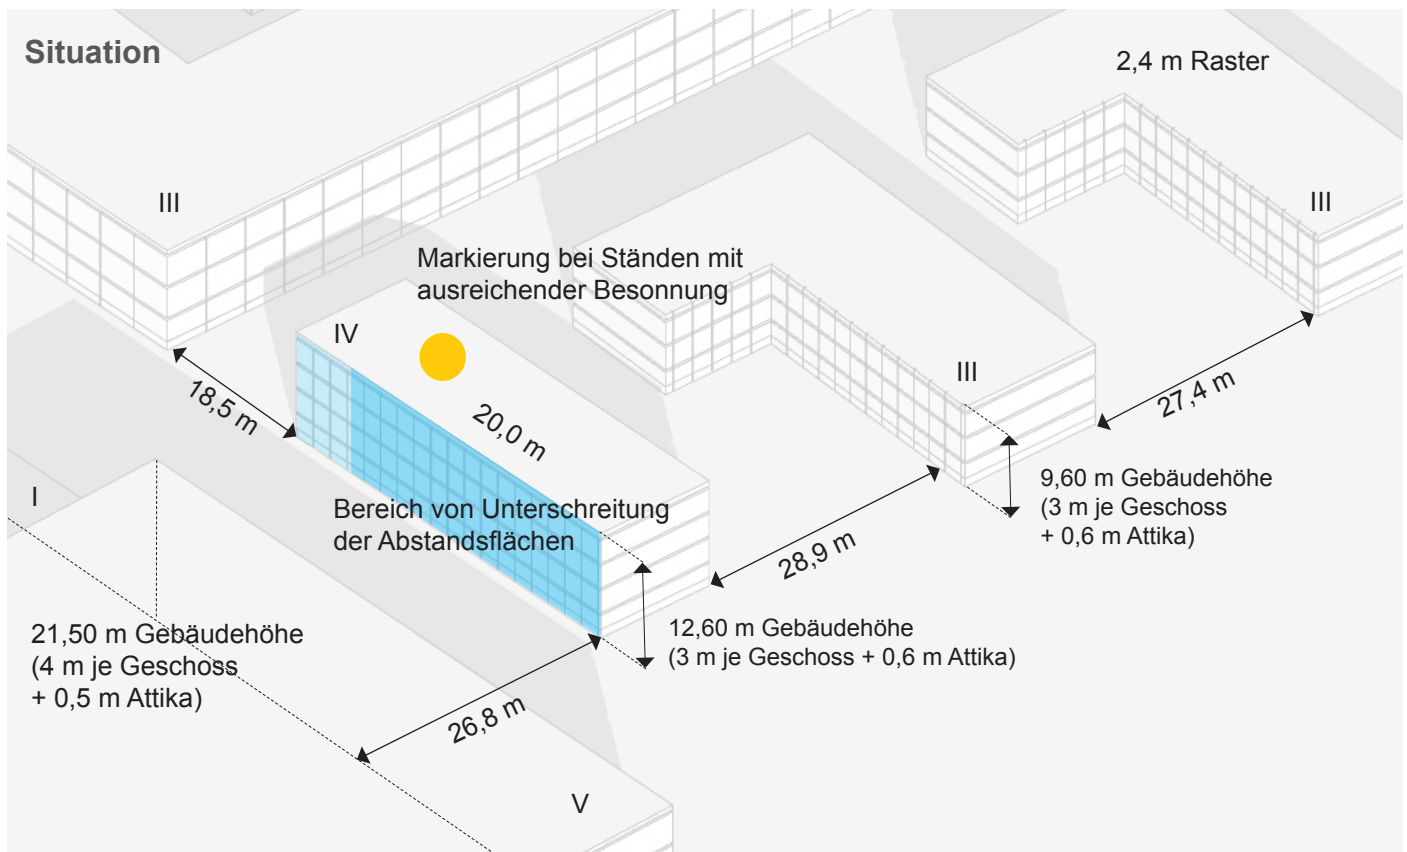 Situation
2,4 m Raster
III
III
Markierung bei Ständen mit
ausreichender Besonnung
IV
III
18,5 m
20,0 m
27,4 m
I
Bereich von Unterschreitung
der Abstandsflächen
9,60 m Gebäudehöhe
(3 m je Geschoss
+ 0,6 m Attika)
28,9 m
21,50 m Gebäudehöhe
(4 m je Geschoss
+ 0,5 m Attika)
12,60 m Gebäudehöhe
(3 m je Geschoss + 0,6 m Attika)
26,8 m
V